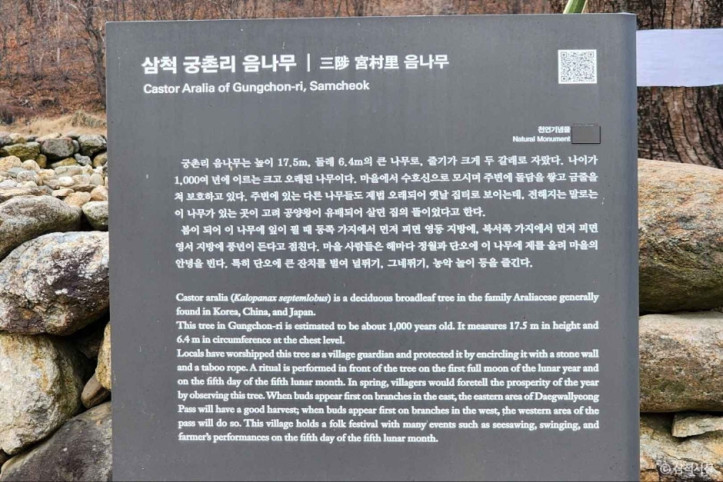 삼척 궁촌리 음나무 | 三陟 宮村里 음나무
Castor Aralia of Gungchon-ri, Samcheok
천연기념물
Natural Monument
궁촌리 음나무는 높이 17.5m, 둘레 6.4m의 큰 나무로, 줄기가 크게 두 갈래로 자랐다. 나이가
1,000여 년에 이르는 크고 오래된 나무이다. 마을에서 수호신으로 모시며 주변에 돌담을 쌓고 금줄을
쳐 보호하고 있다. 주변에 있는 다른 나무들도 제법 오래되어 옛날 집터로 보이는데, 전해지는 말로는
이 나무가 있는 곳이 고려 공양왕이 유배되어 살던 집의 뜰이었다고 한다.
봄이 되어 이 나무에 잎이 필 때 동쪽 가지에서 먼저 피면 영동 지방에, 북서쪽 가지에서 먼저 피면
영서 지방에 풍년이 든다고 점친다. 마을 사람들은 해마다 정월과 단오에 이 나무에 제를 올려 마을의
안녕을 빈다. 특히 단오에 큰 잔치를 벌여 널뛰기, 그네뛰기, 농악 놀이 등을 즐긴다.
Castor aralia (Kalopanax septemlobus) is a deciduous broadleaf tree in the family Araliaceae generally
found in Korea, China, and Japan.
This tree in Gungchon-ri is estimated to be about 1,000 years old. It measures 17.5 m in height and
6.4 m in circumference at the chest level.
Locals have worshipped this tree as a village guardian and protected it by encircling it with a stone wall
and a taboo rope. A ritual is performed in front of the tree on the first full moon of the lunar year and
on the fifth day of the fifth lunar month. In spring, villagers would foretell the prosperity of the year
by observing this tree. When buds appear first on branches in the east, the eastern area of Daegwallyeong
Pass will have a good harvest; when buds appear first on branches in the west, the western area of the
pass will do so. This village holds a folk festival with many events such as seesawing, swinging, and
farmer's performances on the fifth day of the fifth lunar month.